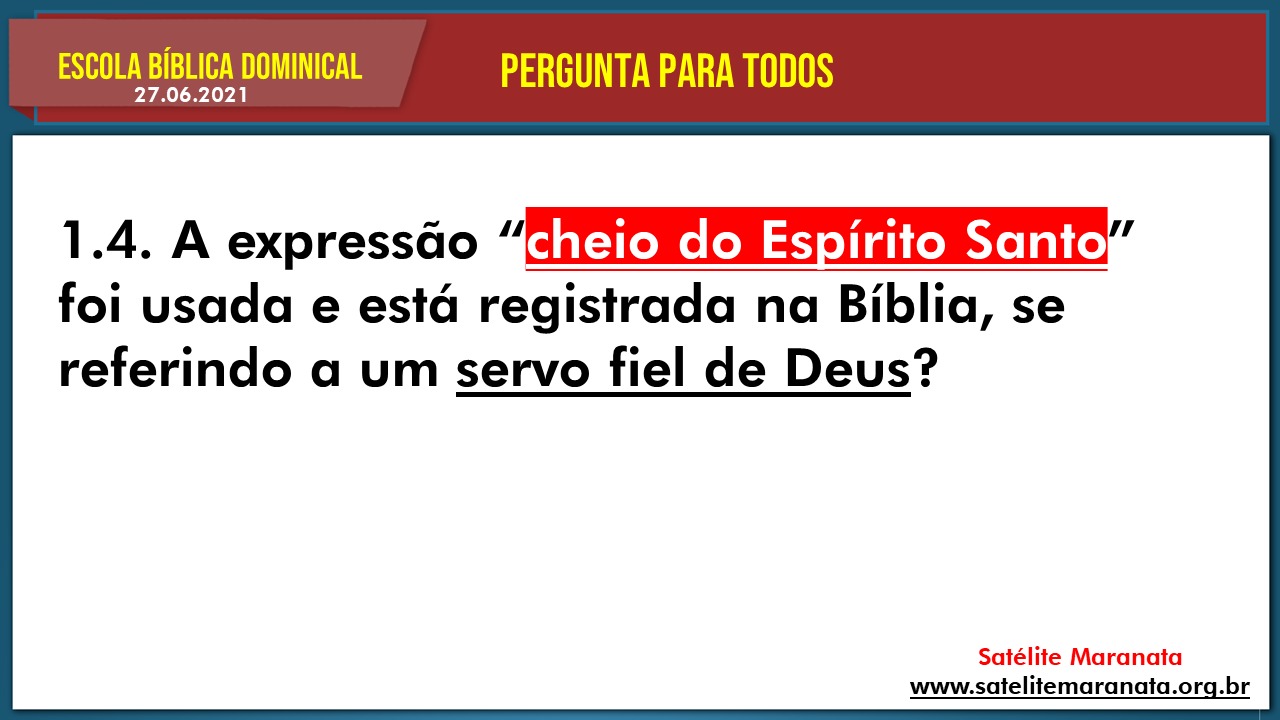 ESCOLA BÍBLICA DOMINICAL
27.06.2021
PERGUNTA PARA TODOS
1.4. A expressão “cheio do Espírito Santo”
foi usada e está registrada na Bíblia, se
referindo a um servo fiel de Deus?
Satélite Maranata
www.satelitemaranata.org.br